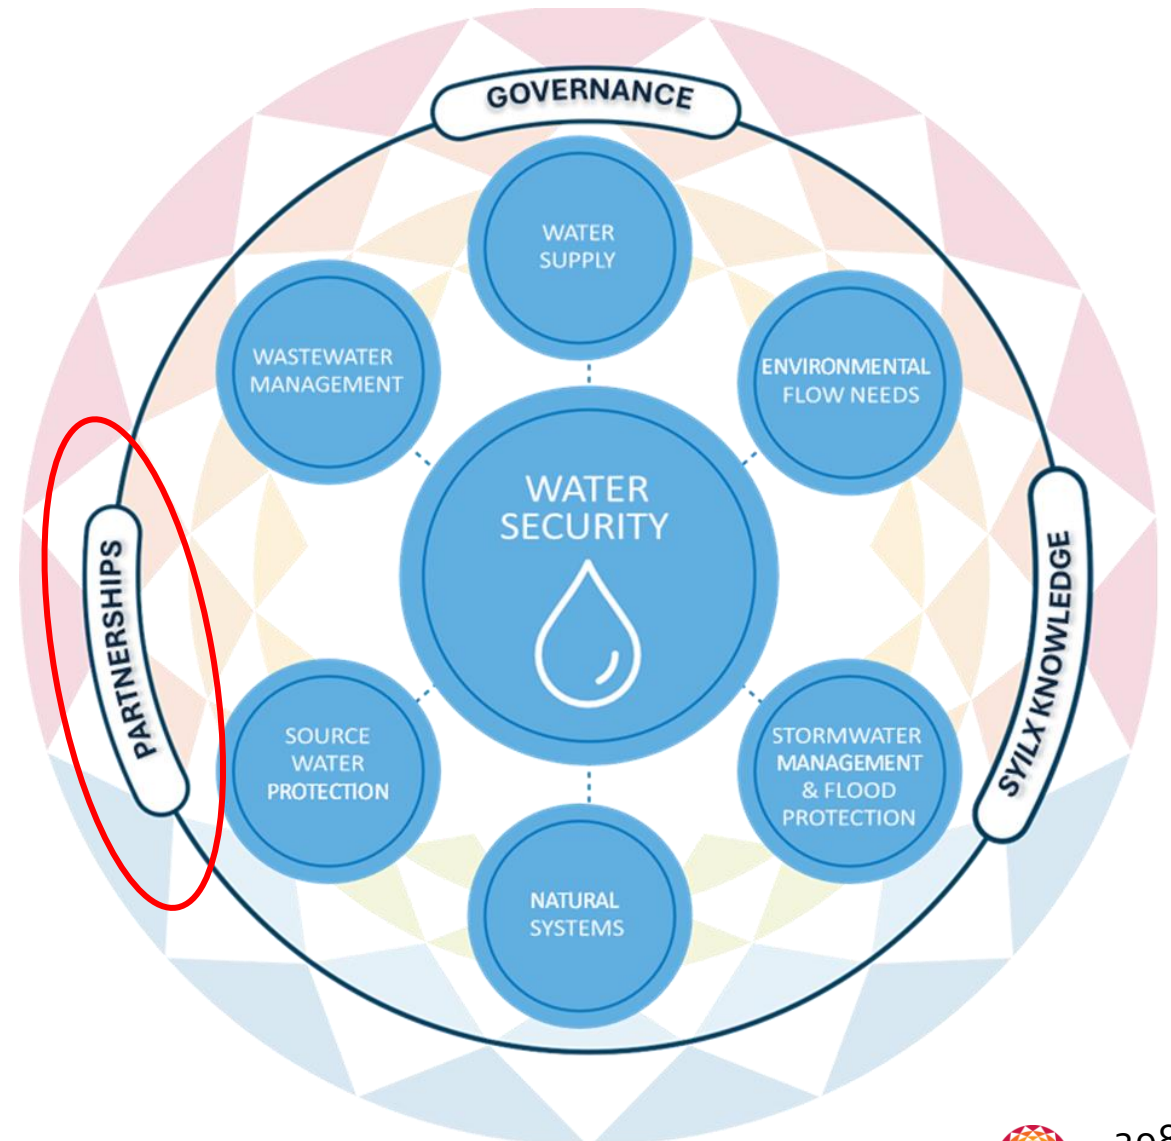 GOVERNANCE
WATER
SUPPLY
WASTEWATER
MANAGEMENT
ENVIRONMENTAL
FLOW NEEDS
WATER
SECURITY
PARTNERSHIPS
SYILX KNOWLEDGE
SOURCE
WATER
PROTECTION
STORMWATER
MANAGEMENT
& FLOOD
PROTECTION
NATURAL
SYSTEMS